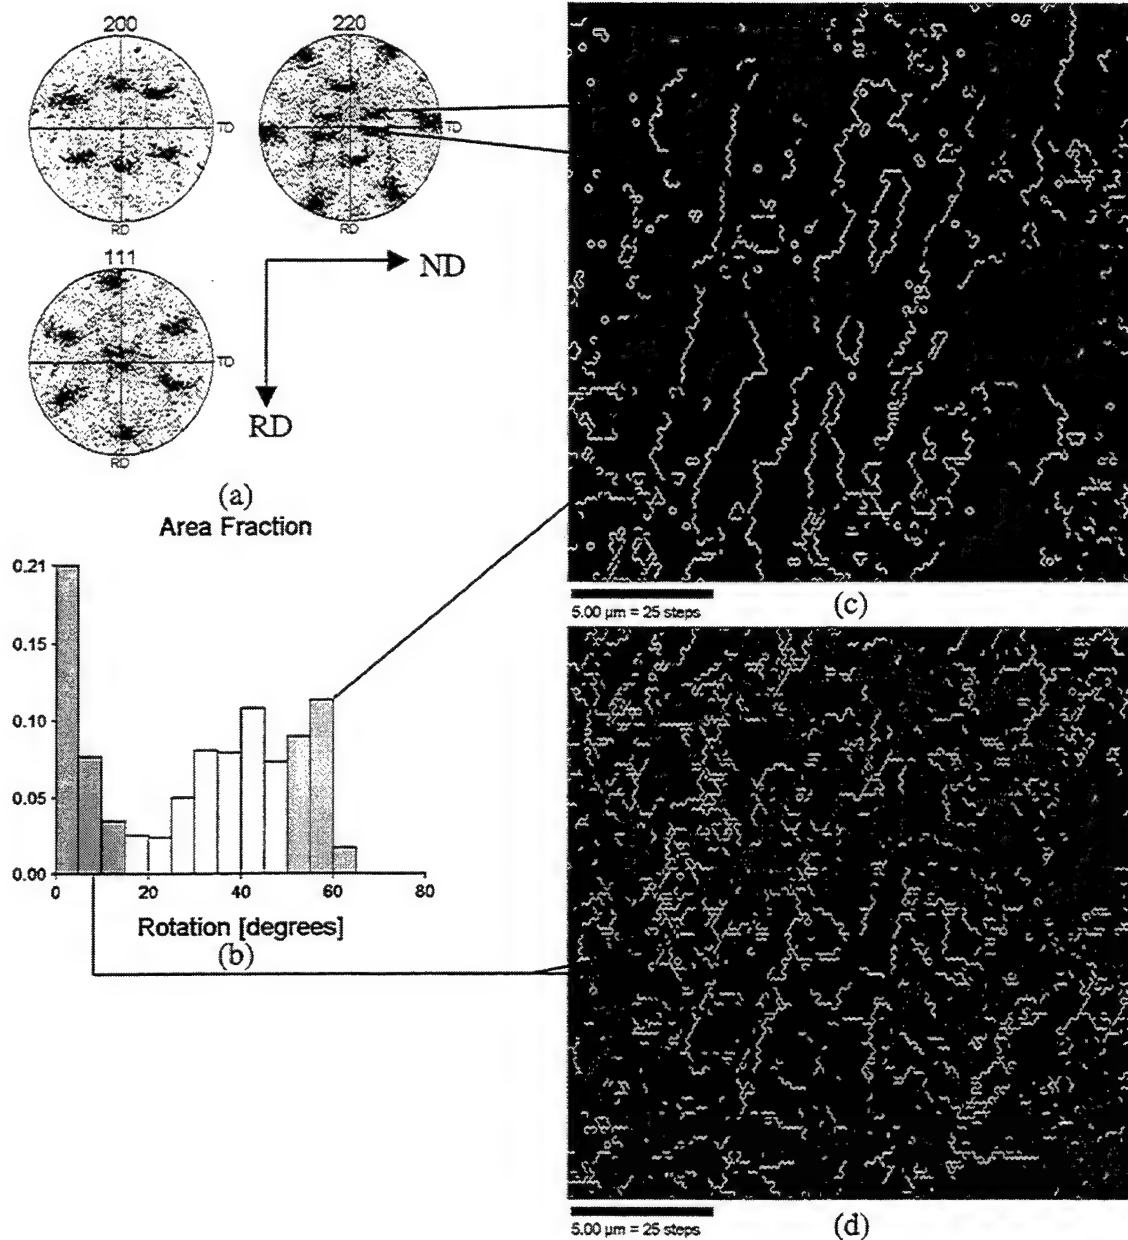 200
220
TD
TD
RD
RD
111
ND
TD
RD
RD
(a)
Area Fraction
0.21
0.15
0.10
0.05
0.00
0
20
40
60
80
Rotation [degrees]
(b)
5.00 µm = 25 steps
(c)
5.00 µm = 25 steps
(d)